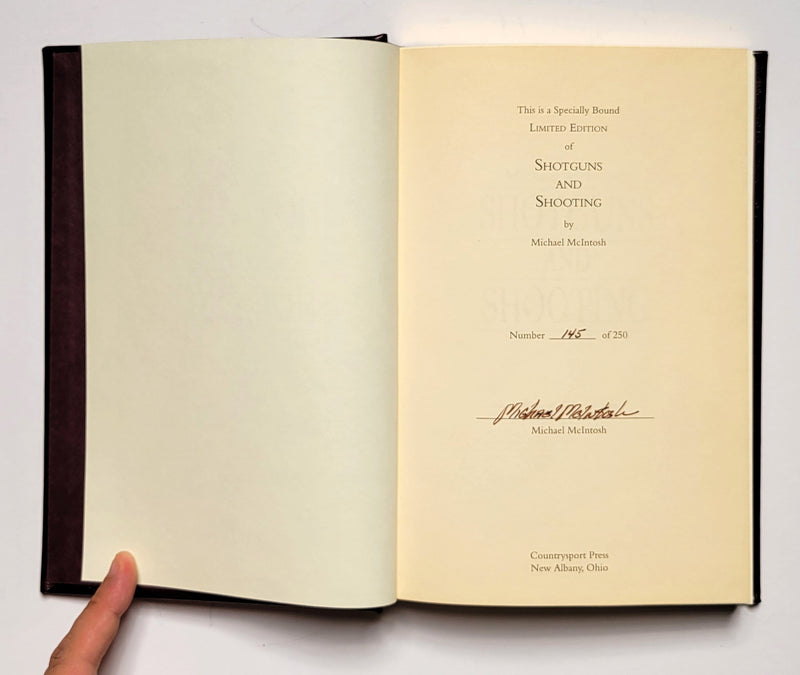 This is a Specially Bound
LIMITED EDITION
of
SHOTGUNS
AND
SHOOTING
by
Michael McIntosh
Number 145 of 250
Michael McIntosh
Michael McIntosh
Countrysport Press
New Albany, Ohio